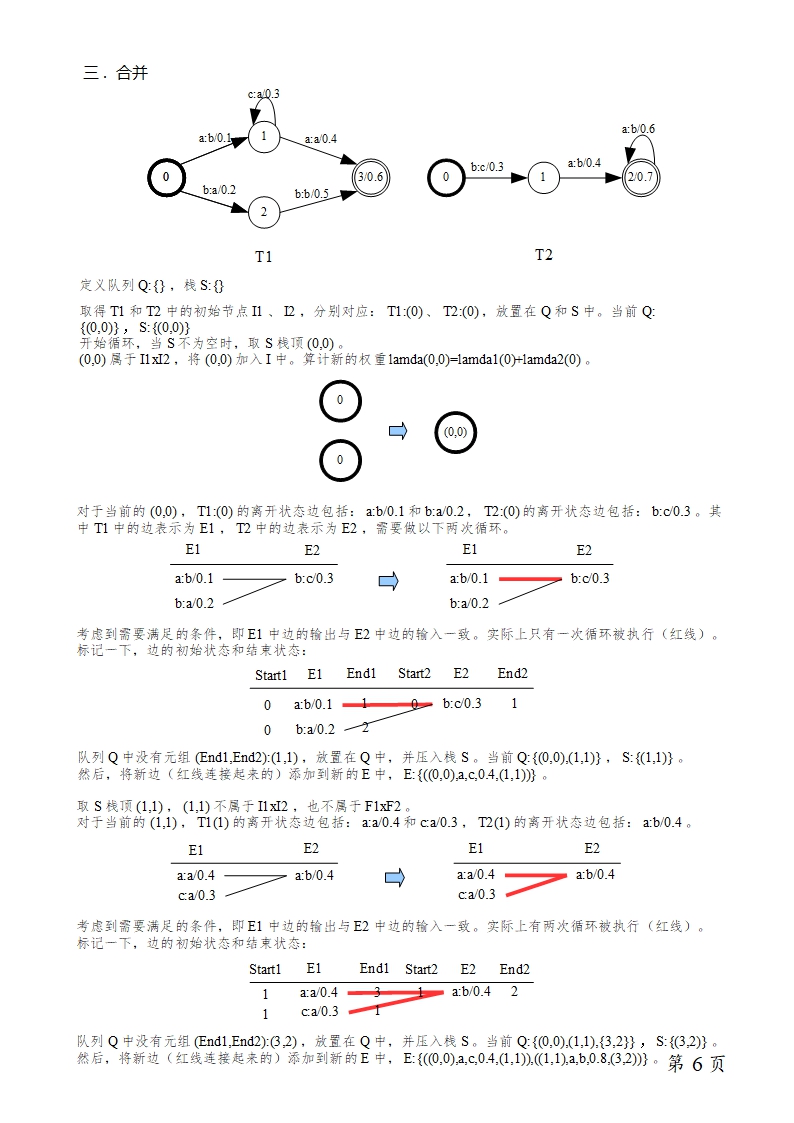 三．合并
c:a/0.3
a:b/0.1
1
a:a/0.4
0
3/0.6
b:a/0.2
2
b:b/0.5
T1
a:b/0.6
0
b:c/0.3
1
a:b/0.4
2/0.7
T2
定义队列 Q:{} ，栈 S:{}
取得 T1 和 T2 中的初始节点 I1 、 I2 ，分别对应： T1:(0) 、 T2:(0) ，放置在 Q 和 S 中。当前 Q:
{(0,0)} ， S:{(0,0)}
开始循环，当 S 不为空时，取 S 栈顶 (0,0) 。
(0,0) 属于 I1xI2 ，将 (0,0) 加入 I 中。算计新的权重 lamda(0,0)=lamda1(0)+lamda2(0) 。
0
(0,0)
0
对于当前的 (0,0) ， T1:(0) 的离开状态边包括： a:b/0.1 和 b:a/0.2 ， T2:(0) 的离开状态边包括： b:c/0.3 。其
中 T1 中的边表示为 E1 ， T2 中的边表示为 E2 ，需要做以下两次循环。
E1 E2 E1 E2
a:b/0.1 b:c/0.3 a:b/0.1 b:c/0.3
b:a/0.2 b:a/0.2
考虑到需要满足的条件，即 E1 中边的输出与 E2 中边的输入一致。实际上只有一次循环被执行（红线）。
标记一下，边的初始状态和结束状态：
Start1 E1 End1 Start2 E2 End2
0 a:b/0.1 1 0 b:c/0.3 1
0 b:a/0.2 2
队列 Q 中没有元组 (End1,End2):(1,1) ，放置在 Q 中，并压入栈 S 。当前 Q:{(0,0),(1,1)} ， S:{(1,1)} 。
然后，将新边（红线连接起来的）添加到新的 E 中， E:{((0,0),a,c,0.4,(1,1))} 。
取 S 栈顶 (1,1) ， (1,1) 不属于 I1xI2 ，也不属于 F1xF2 。
对于当前的 (1,1) ， T1(1) 的离开状态边包括： a:a/0.4 和 c:a/0.3 ， T2(1) 的离开状态边包括： a:b/0.4 。
E1 E2 E1 E2
a:a/0.4 a:b/0.4 a:a/0.4 a:b/0.4
c:a/0.3 c:a/0.3
考虑到需要满足的条件，即 E1 中边的输出与 E2 中边的输入一致。实际上有两次循环被执行（红线）。
标记一下，边的初始状态和结束状态：
Start1 E1 End1 Start2 E2 End2
1 a:a/0.4 3 1 a:b/0.4 2
1 c:a/0.3 1
队列 Q 中没有元组 (End1,End2):(3,2) ，放置在 Q 中，并压入栈 S 。当前 Q:{(0,0),(1,1),{3,2}} ， S:{(3,2)} 。
然后，将新边（红线连接起来的）添加到新的 E 中， E:{((0,0),a,c,0.4,(1,1)),((1,1),a,b,0.8,(3,2))} 。
第 6 页